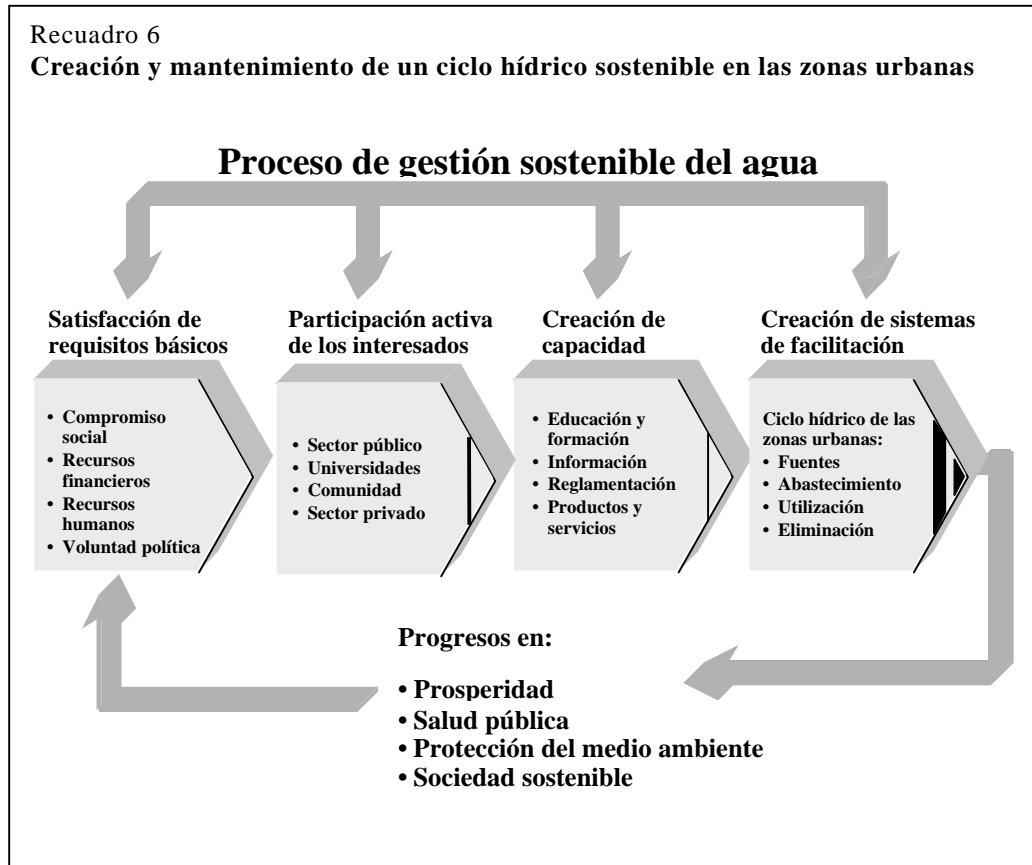 Recuadro 6
Creación y mantenimiento de un ciclo hídrico sostenible en las zonas urbanas
Proceso de gestión sostenible del agua
Satisfacción de
requisitos básicos
• Compromiso
social
• Recursos
financieros
• Recursos
humanos
• Voluntad política
Participación activa
de los interesados
• Sector público
• Universidades
• Comunidad
• Sector privado
Creación de
capacidad
• Educación y
formación
• Información
• Reglamentación
• Productos y
servicios
Creación de sistemas
de facilitación
Ciclo hídrico de las
zonas urbanas:
• Fuentes
• Abastecimiento
• Utilización
• Eliminación
Progresos en:
• Prosperidad
• Salud pública
• Protección del medio ambiente
• Sociedad sostenible